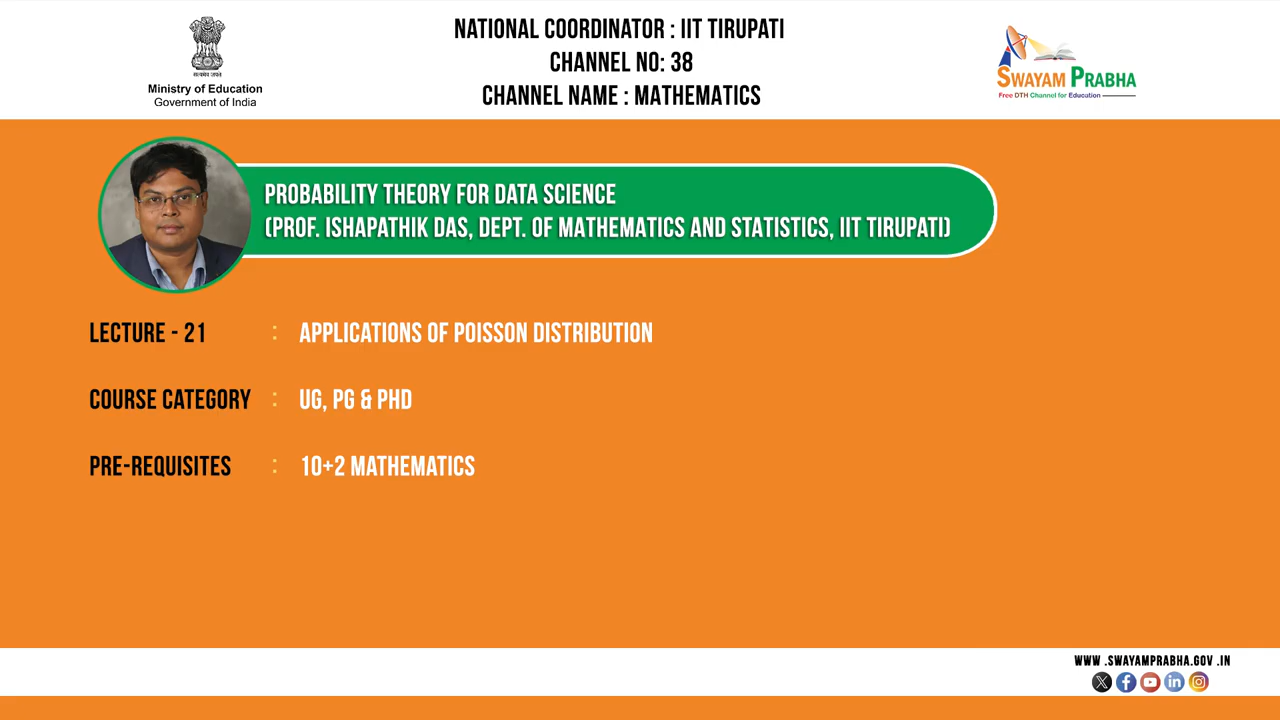 NATIONAL COORDINATOR : IIT TIRUPATI
CHANNEL NO: 38
CHANNEL NAME : MATHEMATICS
सत्यमेव जयते
Ministry of Education
Government of India
SWAYAM PRABHA
Free DTH Channel for Education
PROBABILITY THEORY FOR DATA SCIENCE
(PROF. ISHAPATHIK DAS, DEPT. OF MATHEMATICS AND STATISTICS, IIT TIRUPATI)
LECTURE - 21 : APPLICATIONS OF POISSON DISTRIBUTION
COURSE CATEGORY : UG, PG & PHD
PRE-REQUISITES : 10+2 MATHEMATICS
WWW .SWAYAMPRABHA.GOV .IN